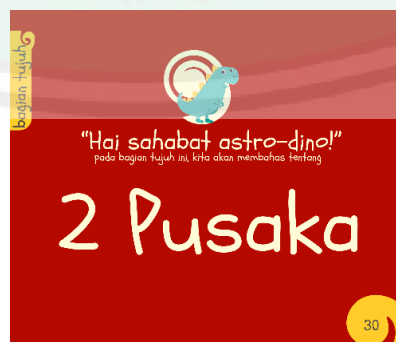 bagian tujuh
“Hai sahabat astro-dino!”
pada bagian tujuh ini, kita akan membahas tentang
2 Pusaka
30